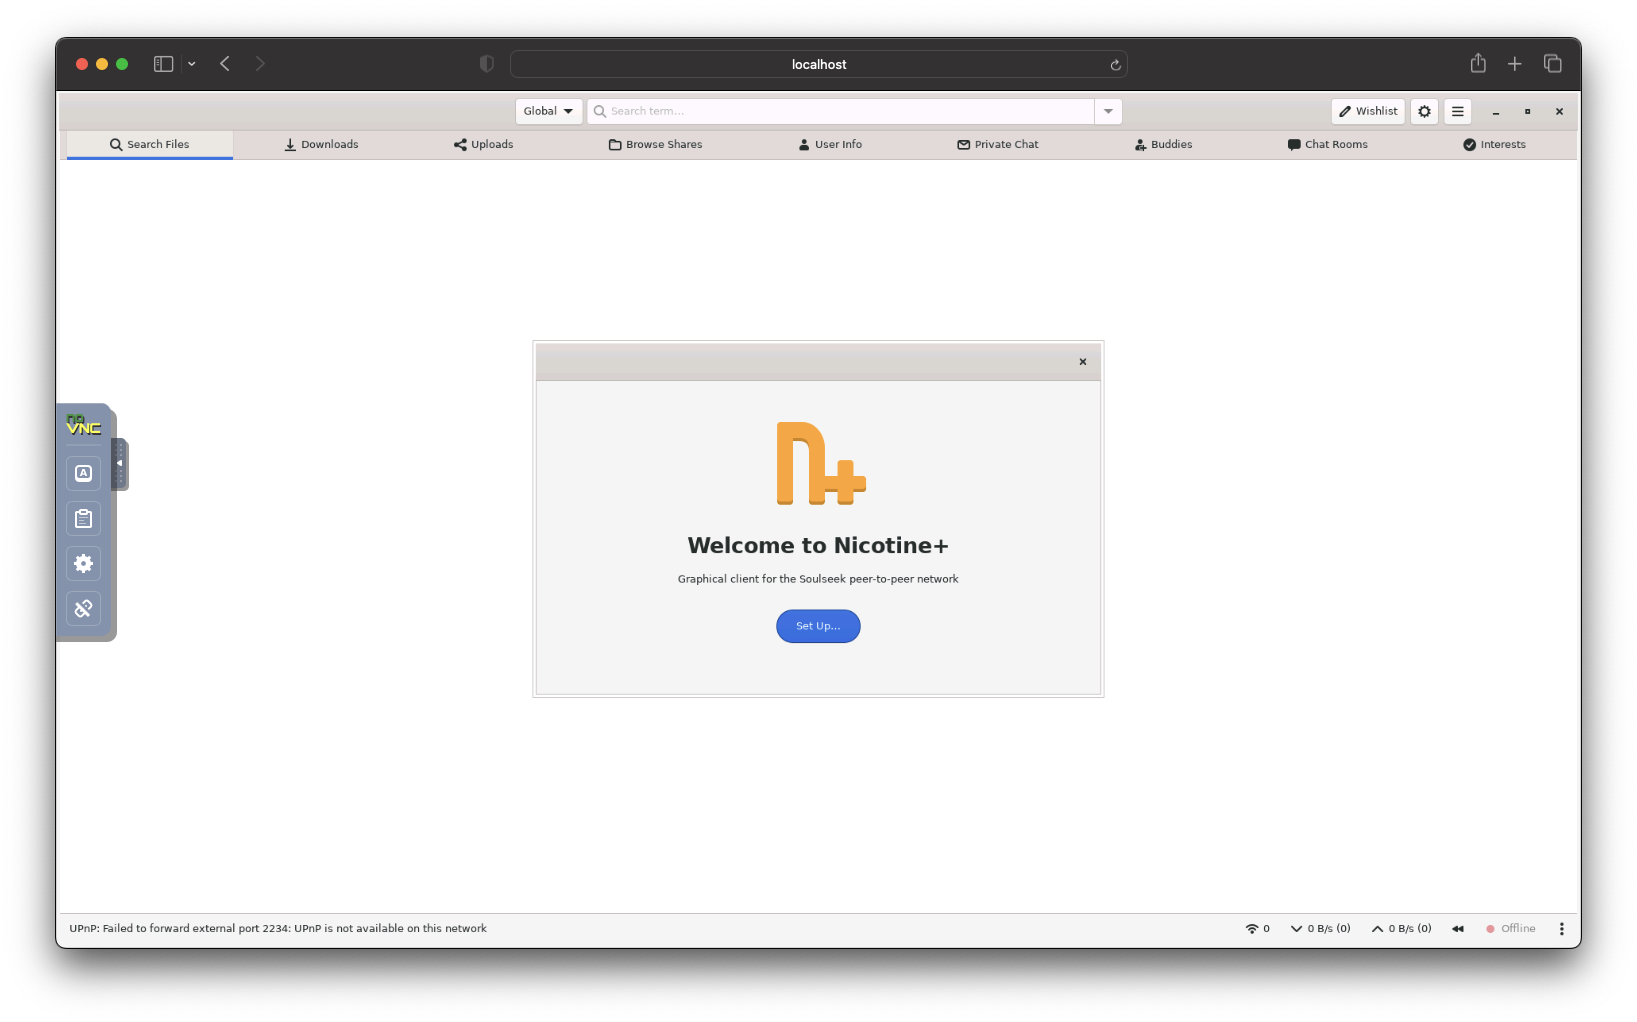 localhost
Global
Search term...
Wishlist
Search Files
Downloads
Uploads
Browse Shares
User Info
Private Chat
Buddies
Chat Rooms
Interests
no
VNC
A
n+
Welcome to Nicotine+
Graphical client for the Soulseek peer-to-peer network
Set Up...
UPnP: Failed to forward external port 2234: UPnP is not available on this network
0
0 B/s (0)
0 B/s (0)
Offline